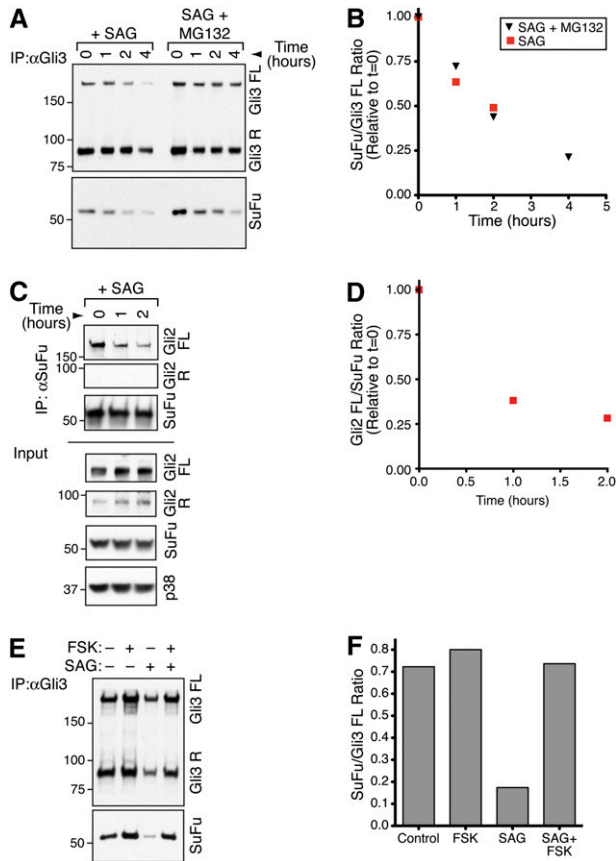 A
+ SAG
SAG +
MG132
IP:αGli3
0 1 2 4 0 1 2 4
Time
(hours)
150
100
75
50
Gli3 FL
Gli3 R
SuFu
B
SAG + MG132
SAG
SuFu/Gli3 FL Ratio
(Relative to t=0)
1.00
0.75
0.50
0.25
0.00
0 1 2 3 4 5
Time (hours)
C
+ SAG
Time
(hours)
0 1 2
IP: αSuFu
150
100
50
Gli2
FL
Gli2
R
SuFu
Input
100
50
37
Gli2
FL
Gli2
R
SuFu
p38
D
Gli2 FL/SuFu Ratio
(Relative to t=0)
1.00
0.75
0.50
0.25
0.00
0.0 0.5 1.0 1.5 2.0
Time (hours)
E
FSK: – + – +
SAG: – – + +
IP:αGli3
150
100
75
50
Gli3 FL
Gli3 R
SuFu
F
SuFu/Gli3 FL Ratio
0.8
0.7
0.6
0.5
0.4
0.3
0.2
0.1
0.0
Control FSK SAG SAG+
FSK